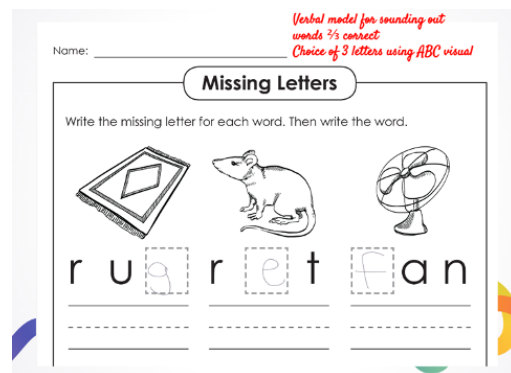 Verbal model for sounding out
words ⅔ correct
Choice of 3 letters using ABC visual
Name:
Missing Letters
Write the missing letter for each word. Then write the word.
r u g r e t f a n